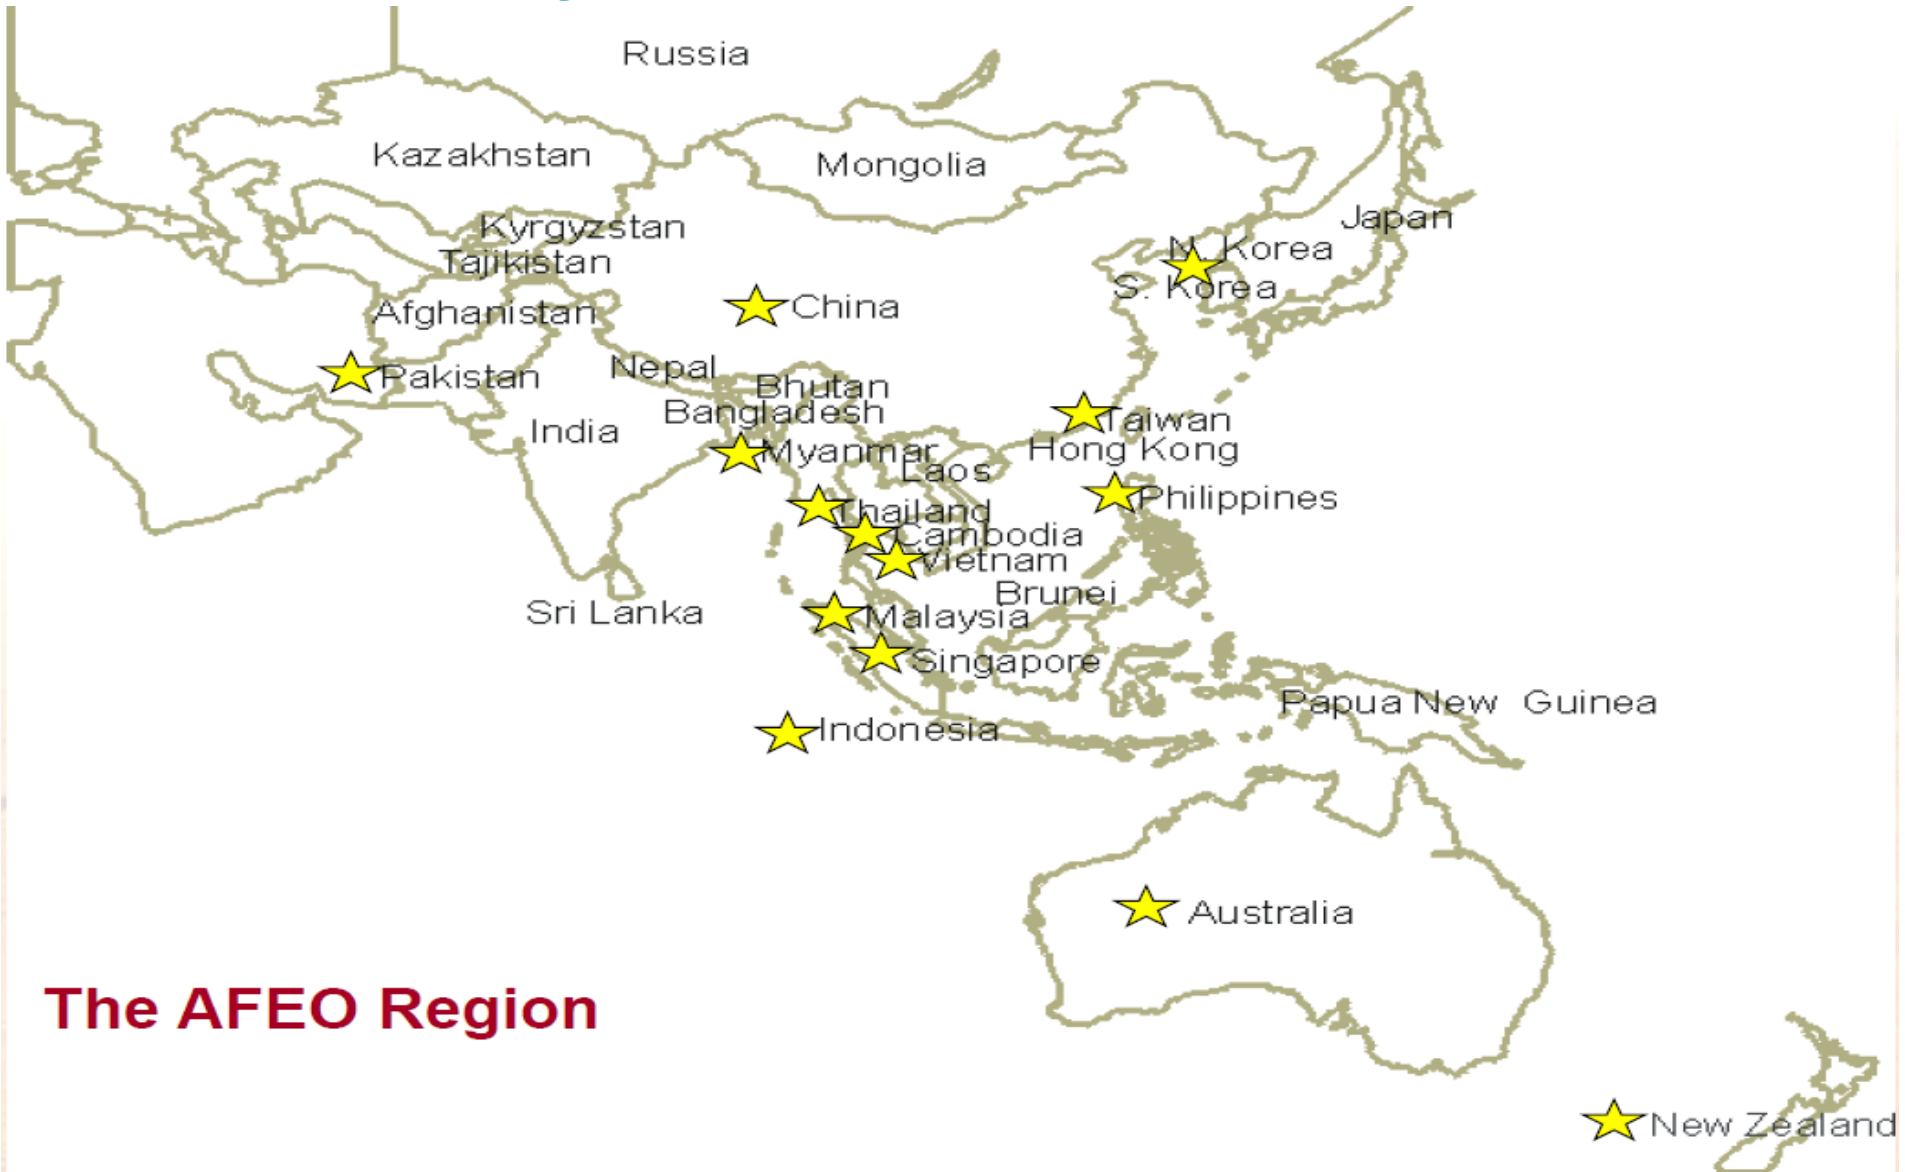 Russia
Kazakhstan
Mongolia
Kyrgyzstan
Japan
Tajikistan
N. Korea
S. Korea
Afghanistan
China
Nepal
Pakistan
Bhutan
Bangladesh
Taiwan
India
Myanmar
Hong Kong
Laos
Philippines
Thailand
Cambodia
Vietnam
Brunei
Sri Lanka
Malaysia
Singapore
Papua New Guinea
Indonesia
Australia
The AFEO Region
New Zealand